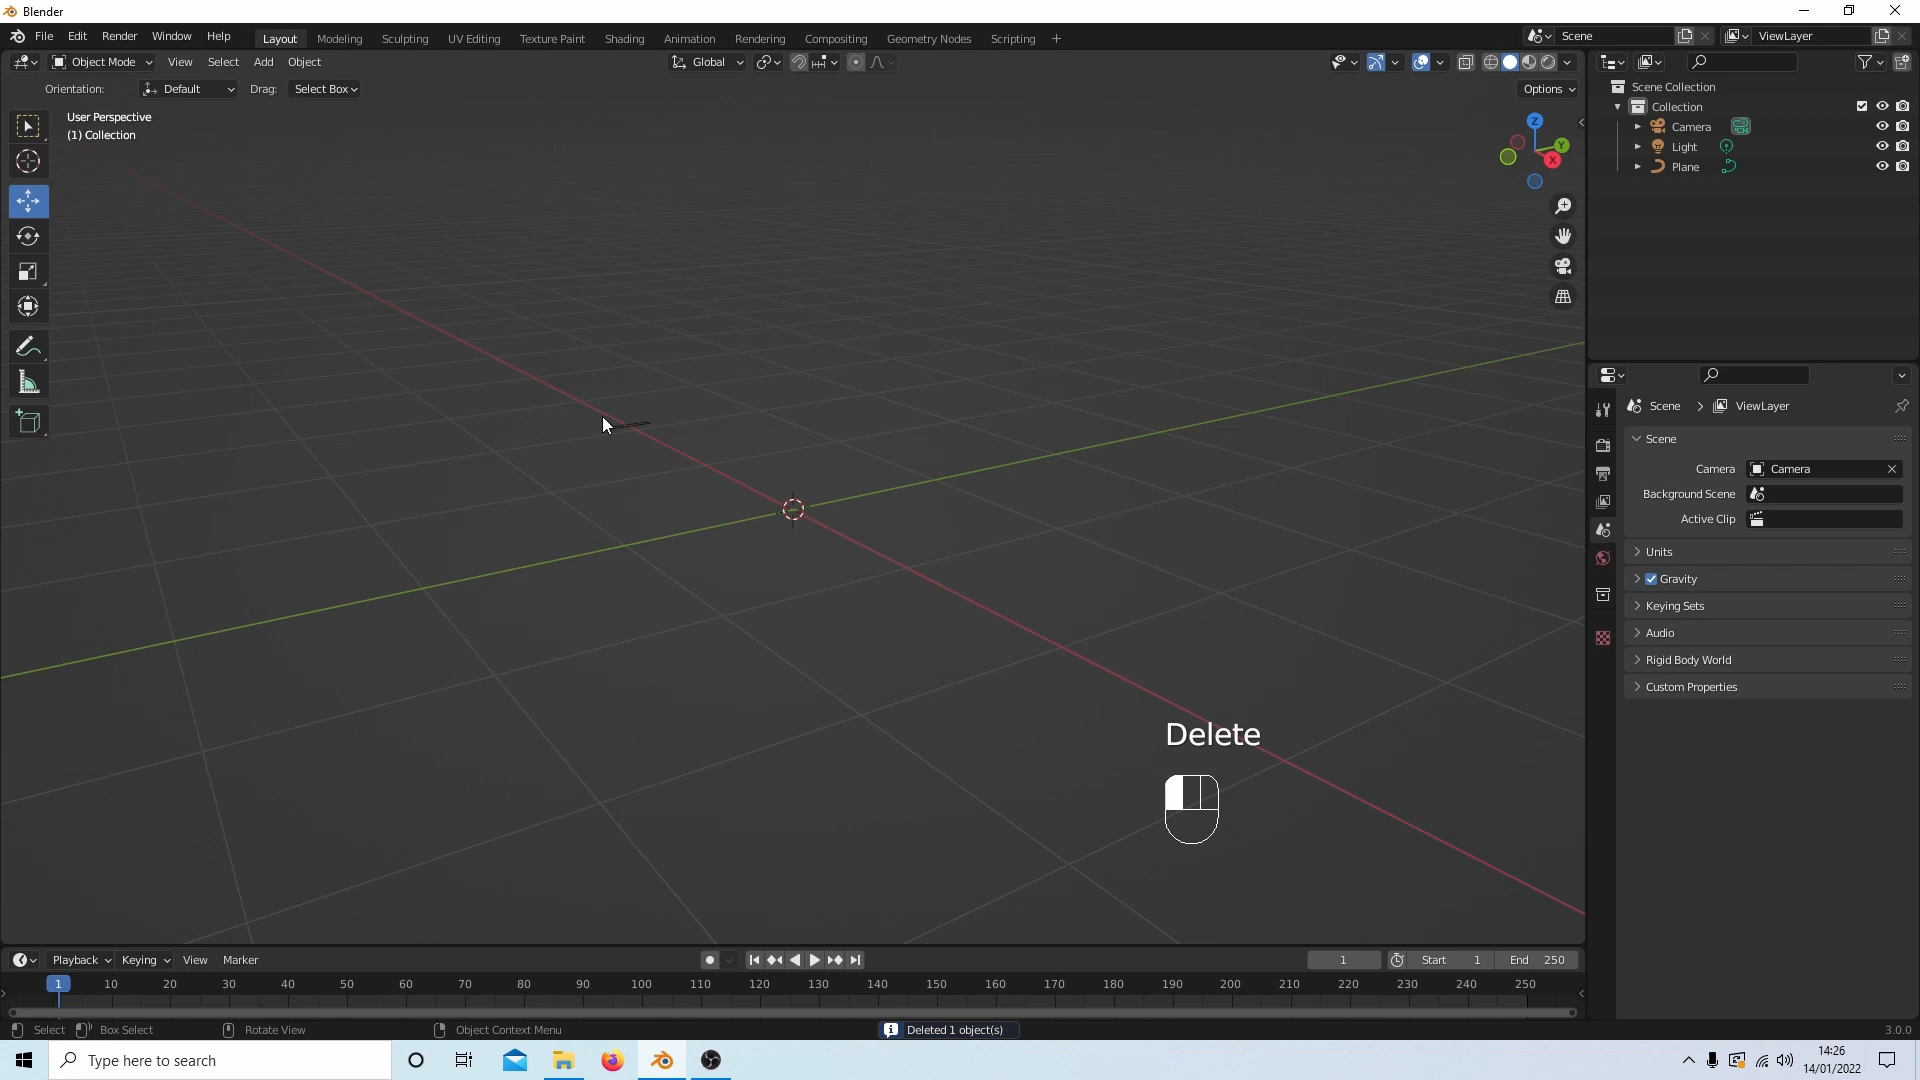 Blender
File Edit Render Window Help Layout Modeling Sculpting UV Editing Texture Paint Shading Animation Rendering Compositing Geometry Nodes Scripting + Scene ViewLayer
Object Mode View Select Add Object Global
Orientation: Default Drag: Select Box Options
User Perspective
(1) Collection
Z
Y
X
Scene Collection
Collection
Camera
Light
Plane
Scene > ViewLayer
Scene
Camera Camera
Background Scene
Active Clip
Units
Gravity
Keying Sets
Audio
Rigid Body World
Custom Properties
Delete
Playback Keying View Marker 1 Start 1 End 250
1 10 20 30 40 50 60 70 80 90 100 110 120 130 140 150 160 170 180 190 200 210 220 230 240 250
Select Box Select Rotate View Object Context Menu Deleted 1 object(s) 3.0.0
Type here to search
14:26
14/01/2022